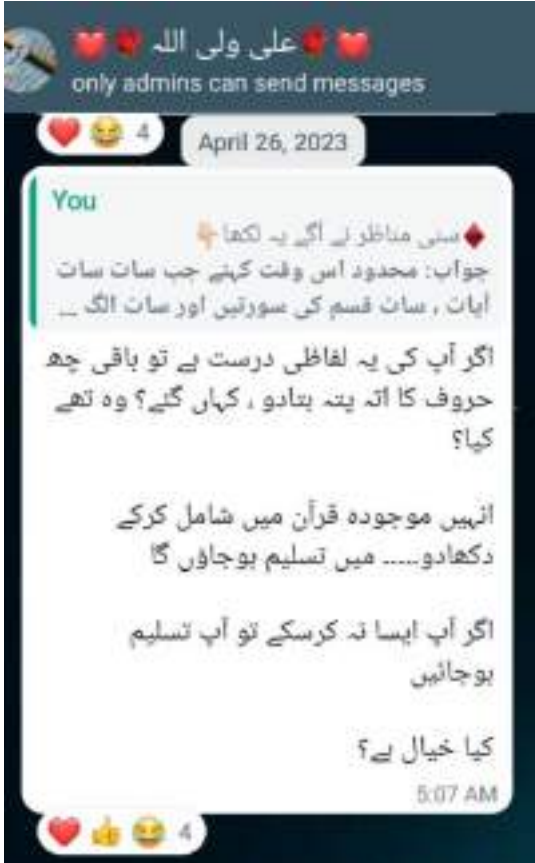 ❤️🌹علی ولی اللہ🌹❤️
only admins can send messages
❤️😂 4
April 26, 2023
You
♦️سنی مناظر نے آگے یہ لکھا👇🏻
جواب: محدود اس وقت کہتے جب سات سات
آیات ، سات قسم کی سورتیں اور سات الگ ...
اگر آپ کی یہ لفاظی درست ہے تو باقی چھ
حروف کا اتہ پتہ بتادو ، کہاں گئے؟ وہ تھے
کیا؟
انہیں موجودہ قرآن میں شامل کرکے
دکھادو..... میں تسلیم ہوجاؤں گا
اگر آپ ایسا نہ کرسکے تو آپ تسلیم
ہوجائیں
کیا خیال ہے؟
5:07 AM
❤️👍😂 4